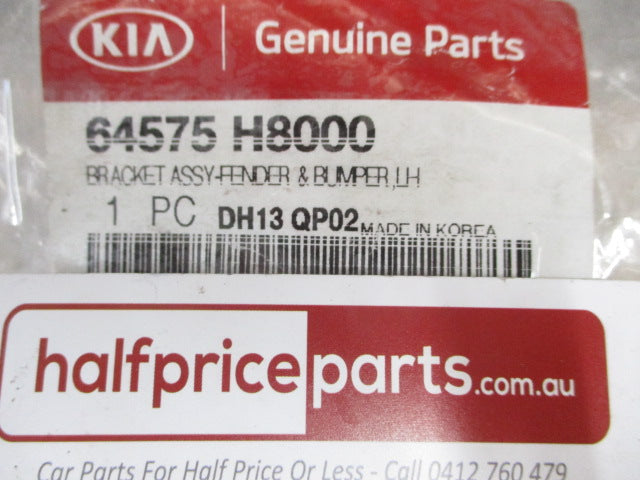 KIA Genuine Parts
64575 H8000
BRACKET ASSY-FENDER & BUMPER,LH
1 PC DH13 QP02 MADE IN KOREA
halfpriceparts.com.au
Car Parts For Half Price Or Less - Call 0412 760 479